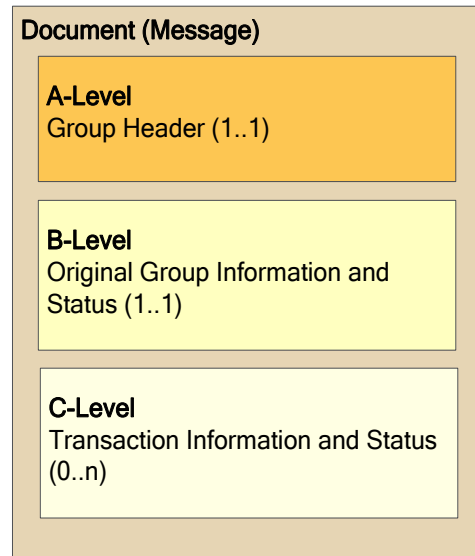 Document (Message)
A-Level
Group Header (1..1)
B-Level
Original Group Information and
Status (1..1)
C-Level
Transaction Information and Status
(0..n)